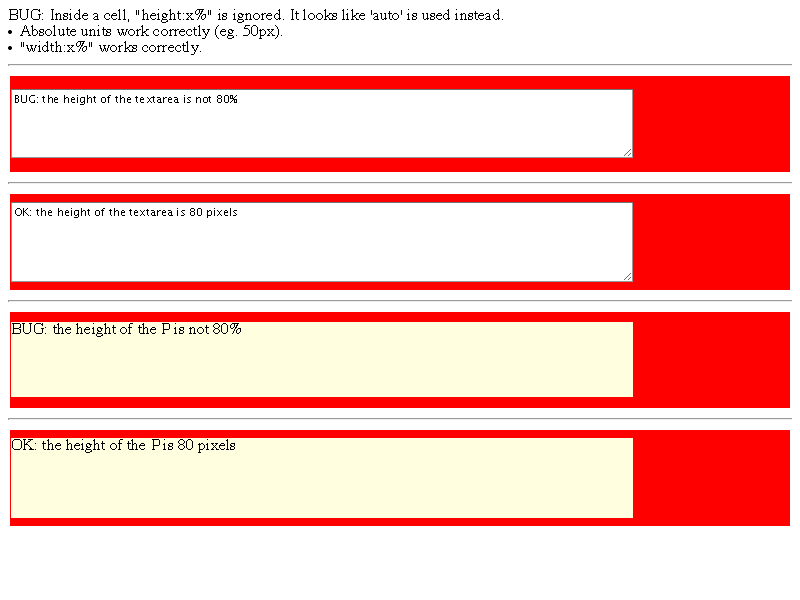 BUG: Inside a cell, "height:x%" is ignored. It looks like 'auto' is used instead.
• Absolute units work correctly (eg. 50px).
• "width:x%" works correctly.
BUG: the height of the textarea is not 80%
OK: the height of the textarea is 80 pixels
BUG: the height of the P is not 80%
OK: the height of the P is 80 pixels